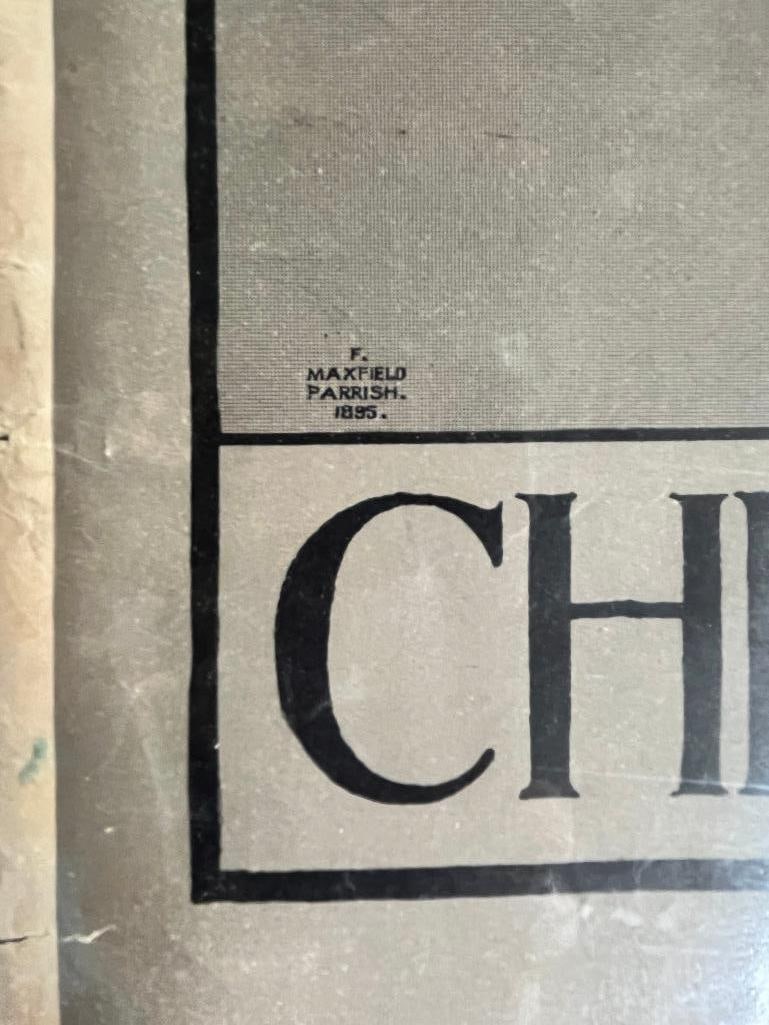 F.
MAXFIELD
PARRISH.
1895.
CH